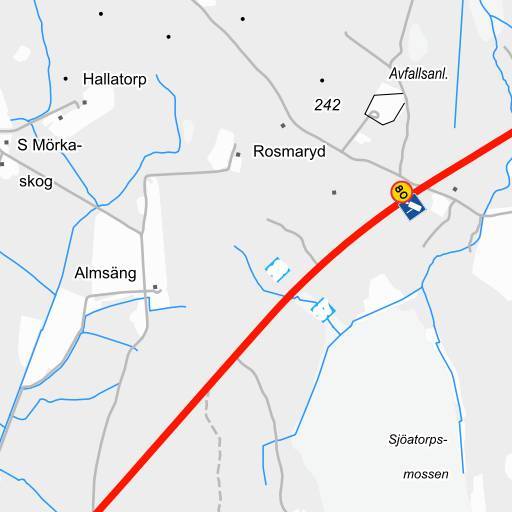 Avfallsanl.
Hallatorp
242
S Mörka-
skog
Rosmaryd
80
Almsäng
Sjöatorps-
mossen